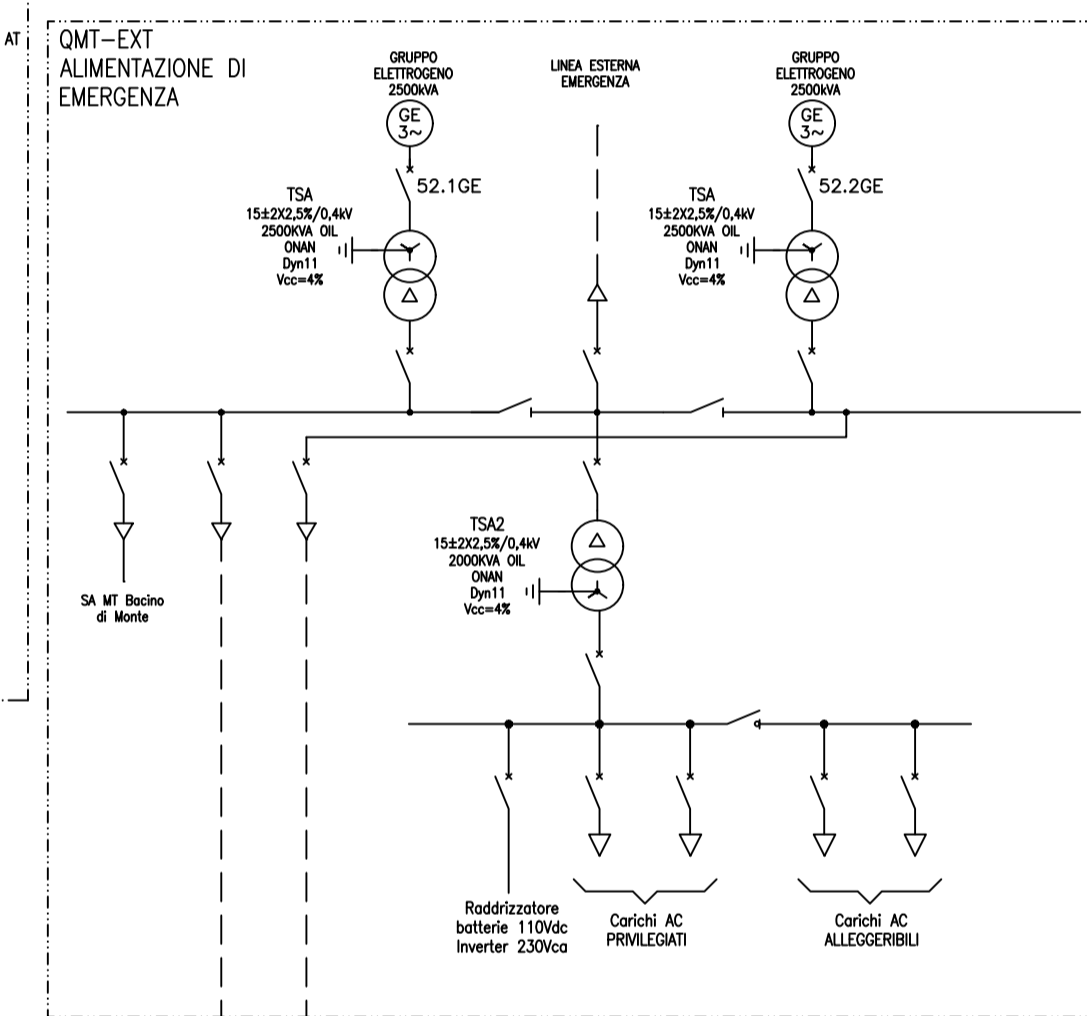 AT
QMT-EXT
ALIMENTAZIONE DI
EMERGENZA
GRUPPO
ELETTROGENO
2500kVA
GE
3~
52.1GE
TSA
15±2X2,5%/0,4kV
2500KVA OIL
ONAN
Dyn11
Vcc=4%
LINEA ESTERNA
EMERGENZA
GRUPPO
ELETTROGENO
2500kVA
GE
3~
52.2GE
TSA
15±2X2,5%/0,4kV
2500KVA OIL
ONAN
Dyn11
Vcc=4%
SA MT Bacino
di Monte
TSA2
15±2X2,5%/0,4kV
2000KVA OIL
ONAN
Dyn11
Vcc=4%
Raddrizzatore
batterie 110Vdc
Inverter 230Vca
Carichi AC
PRIVILEGIATI
Carichi AC
ALLEGGERIBILI